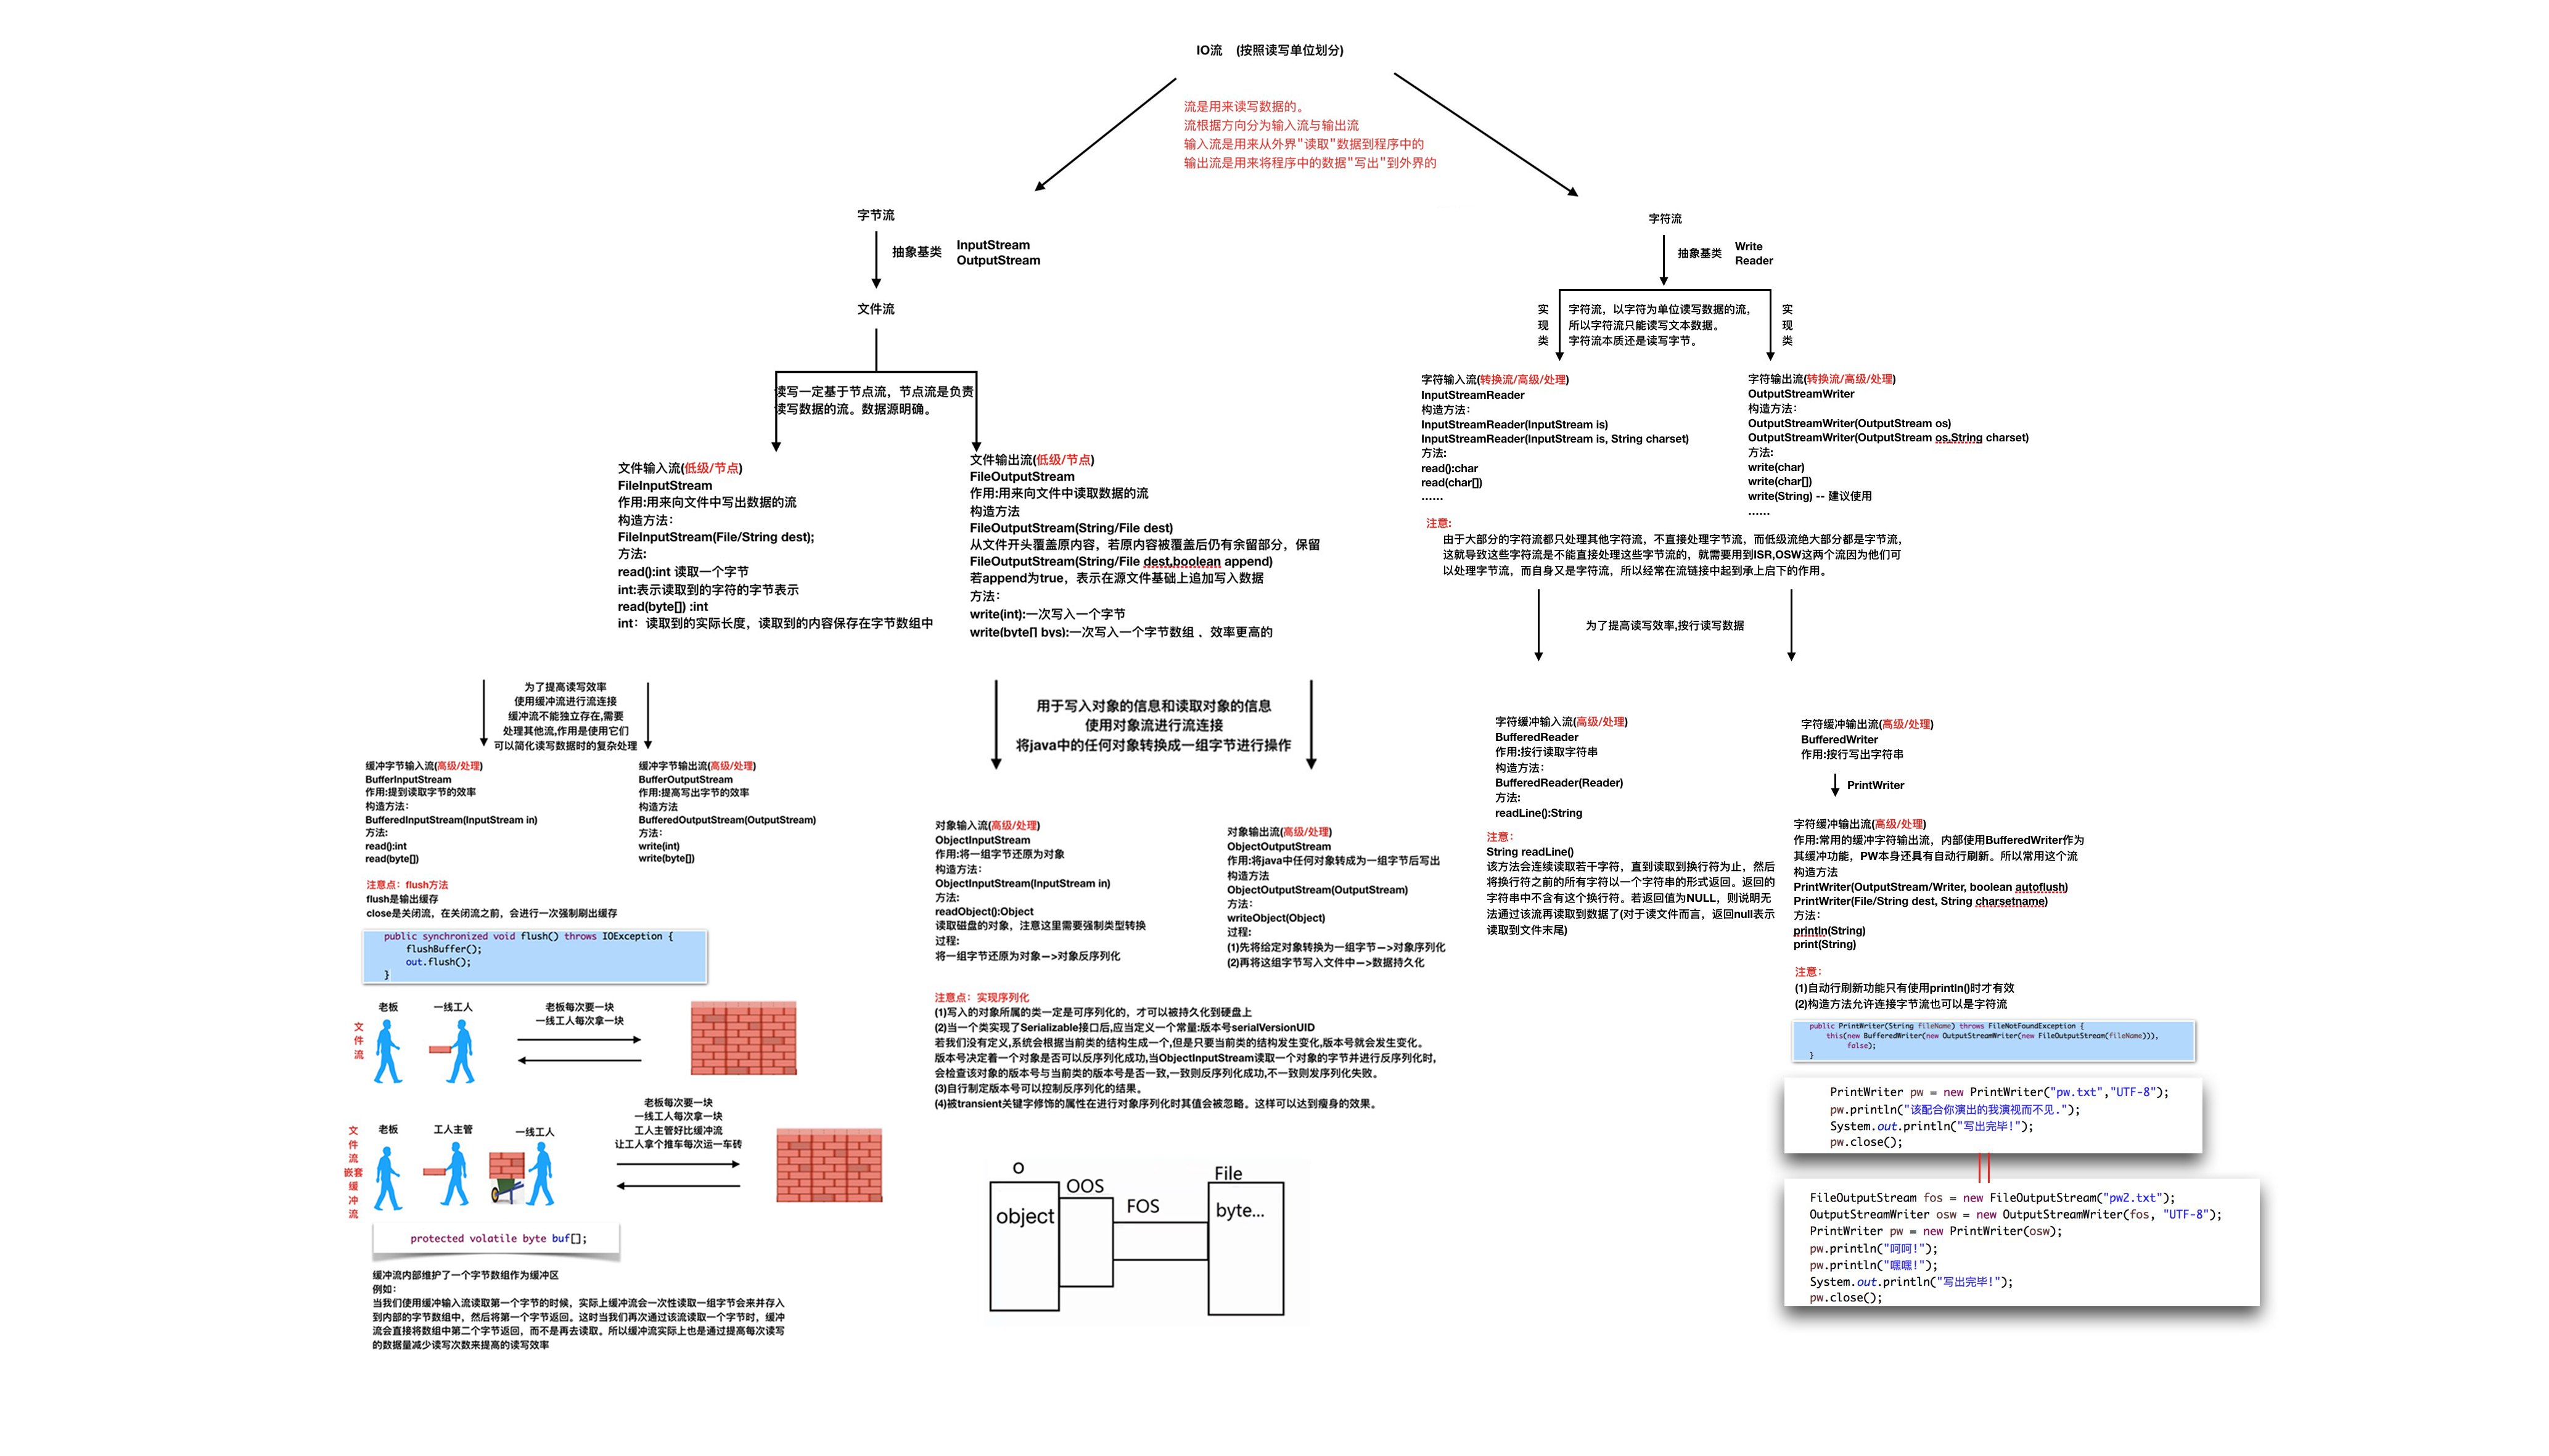 IO流 (按照读写单位划分)
流是用来读写数据的。
流根据方向分为输入流与输出流
输入流是用来从外界"读取"数据到程序中的
输出流是用来将程序中的数据"写出"到外界的
字节流
抽象基类
InputStream
OutputStream
文件流
读写一定基于节点流，节点流是负责
读写数据的流。数据源明确。
文件输入流(低级/节点)
FileInputStream
作用:用来向文件中写出数据的流
构造方法：
FileInputStream(File/String dest);
方法:
read():int 读取一个字节
int:表示读取到的字符的字节表示
read(byte[]) :int
int：读取到的实际长度，读取到的内容保存在字节数组中
文件输出流(低级/节点)
FileOutputStream
作用:用来向文件中读取数据的流
构造方法
FileOutputStream(String/File dest)
从文件开头覆盖原内容，若原内容被覆盖后仍有余留部分，保留
FileOutputStream(String/File dest,boolean append)
若append为true，表示在源文件基础上追加写入数据
方法：
write(int):一次写入一个字节
write(byte[] bys):一次写入一个字节数组 ，效率更高的
为了提高读写效率
使用缓冲流进行流连接
缓冲流不能独立存在,需要
处理其他流,作用是使用它们
可以简化读写数据时的复杂处理
缓冲字节输入流(高级/处理)
BufferInputStream
作用:提到读取字节的效率
构造方法：
BufferedInputStream(InputStream in)
方法:
read():int
read(byte[])
缓冲字节输出流(高级/处理)
BufferOutputStream
作用:提高写出字节的效率
构造方法
BufferedOutputStream(OutputStream)
方法：
write(int)
write(byte[])
注意点：flush方法
flush是输出缓存
close是关闭流，在关闭流之前，会进行一次强制刷出缓存
public synchronized void flush() throws IOException {
flushBuffer();
out.flush();
}
文件流
老板
一线工人
老板每次要一块
一线工人每次拿一块
文件流嵌套缓冲流
老板
工人主管
一线工人
老板每次要一块
一线工人每次拿一块
工人主管好比缓冲流
让工人拿个推车每次运一车砖
protected volatile byte buf[];
缓冲流内部维护了一个字节数组作为缓冲区
例如：
当我们使用缓冲输入流读取第一个字节的时候，实际上缓冲流会一次性读取一组字节会来并存入
到内部的字节数组中，然后将第一个字节返回。这时当我们再次通过该流读取一个字节时，缓冲
流会直接将数组中第二个字节返回，而不是再去读取。所以缓冲流实际上也是通过提高每次读写
的数据量减少读写次数来提高的读写效率
用于写入对象的信息和读取对象的信息
使用对象流进行流连接
将java中的任何对象转换成一组字节进行操作
对象输入流(高级/处理)
ObjectInputStream
作用:将一组字节还原为对象
构造方法：
ObjectInputStream(InputStream in)
方法:
readObject():Object
读取磁盘的对象，注意这里需要强制类型转换
过程:
将一组字节还原为对象—>对象反序列化
对象输出流(高级/处理)
ObjectOutputStream
作用:将java中任何对象转成为一组字节后写出
构造方法
ObjectOutputStream(OutputStream)
方法：
writeObject(Object)
过程:
(1)先将给定对象转换为一组字节—>对象序列化
(2)再将这组字节写入文件中—>数据持久化
注意点：实现序列化
(1)写入的对象所属的类一定是可序列化的，才可以被持久化到硬盘上
(2)当一个类实现了Serializable接口后,应当定义一个常量:版本号serialVersionUID
若我们没有定义,系统会根据当前类的结构生成一个,但是只要当前类的结构发生变化,版本号就会发生变化。
版本号决定着一个对象是否可以反序列化成功,当ObjectInputStream读取一个对象的字节并进行反序列化时,
会检查该对象的版本号与当前类的版本号是否一致,一致则反序列化成功,不一致则发序列化失败。
(3)自行制定版本号可以控制反序列化的结果。
(4)被transient关键字修饰的属性在进行对象序列化时其值会被忽略。这样可以达到瘦身的效果。
O
object
OOS
FOS
File
byte...
字符流
抽象基类
Write
Reader
实现类
字符流，以字符为单位读写数据的流，
所以字符流只能读写文本数据。
字符流本质还是读写字节。
实现类
字符输入流(转换流/高级/处理)
InputStreamReader
构造方法：
InputStreamReader(InputStream is)
InputStreamReader(InputStream is, String charset)
方法:
read():char
read(char[])
……
字符输出流(转换流/高级/处理)
OutputStreamWriter
构造方法：
OutputStreamWriter(OutputStream os)
OutputStreamWriter(OutputStream os,String charset)
方法:
write(char)
write(char[])
write(String) -- 建议使用
……
注意:
由于大部分的字符流都只处理其他字符流，不直接处理字节流，而低级流绝大部分都是字节流，
这就导致这些字符流是不能直接处理这些字节流的，就需要用到ISR,OSW这两个流因为他们可
以处理字节流，而自身又是字符流，所以经常在流链接中起到承上启下的作用。
为了提高读写效率,按行读写数据
字符缓冲输入流(高级/处理)
BufferedReader
作用:按行读取字符串
构造方法：
BufferedReader(Reader)
方法:
readLine():String
注意：
String readLine()
该方法会连续读取若干字符，直到读取到换行符为止，然后
将换行符之前的所有字符以一个字符串的形式返回。返回的
字符串中不含有这个换行符。若返回值为NULL，则说明无
法通过该流再读取到数据了(对于读文件而言，返回null表示
读取到文件末尾)
字符缓冲输出流(高级/处理)
BufferedWriter
作用:按行写出字符串
PrintWriter
字符缓冲输出流(高级/处理)
作用:常用的缓冲字符输出流，内部使用BufferedWriter作为
其缓冲功能，PW本身还具有自动行刷新。所以常用这个流
构造方法
PrintWriter(OutputStream/Writer, boolean autoflush)
PrintWriter(File/String dest, String charsetname)
方法：
println(String)
print(String)
注意：
(1)自动行刷新功能只有使用println()时才有效
(2)构造方法允许连接字节流也可以是字符流
public PrintWriter(String fileName) throws FileNotFoundException {
this(new BufferedWriter(new OutputStreamWriter(new FileOutputStream(fileName))),
false);
}
PrintWriter pw = new PrintWriter("pw.txt","UTF-8");
pw.println("该配合你演出的我演视而不见.");
System.out.println("写出完毕!");
pw.close();
FileOutputStream fos = new FileOutputStream("pw2.txt");
OutputStreamWriter osw = new OutputStreamWriter(fos, "UTF-8");
PrintWriter pw = new PrintWriter(osw);
pw.println("呵呵!");
pw.println("嘿嘿!");
System.out.println("写出完毕!");
pw.close();